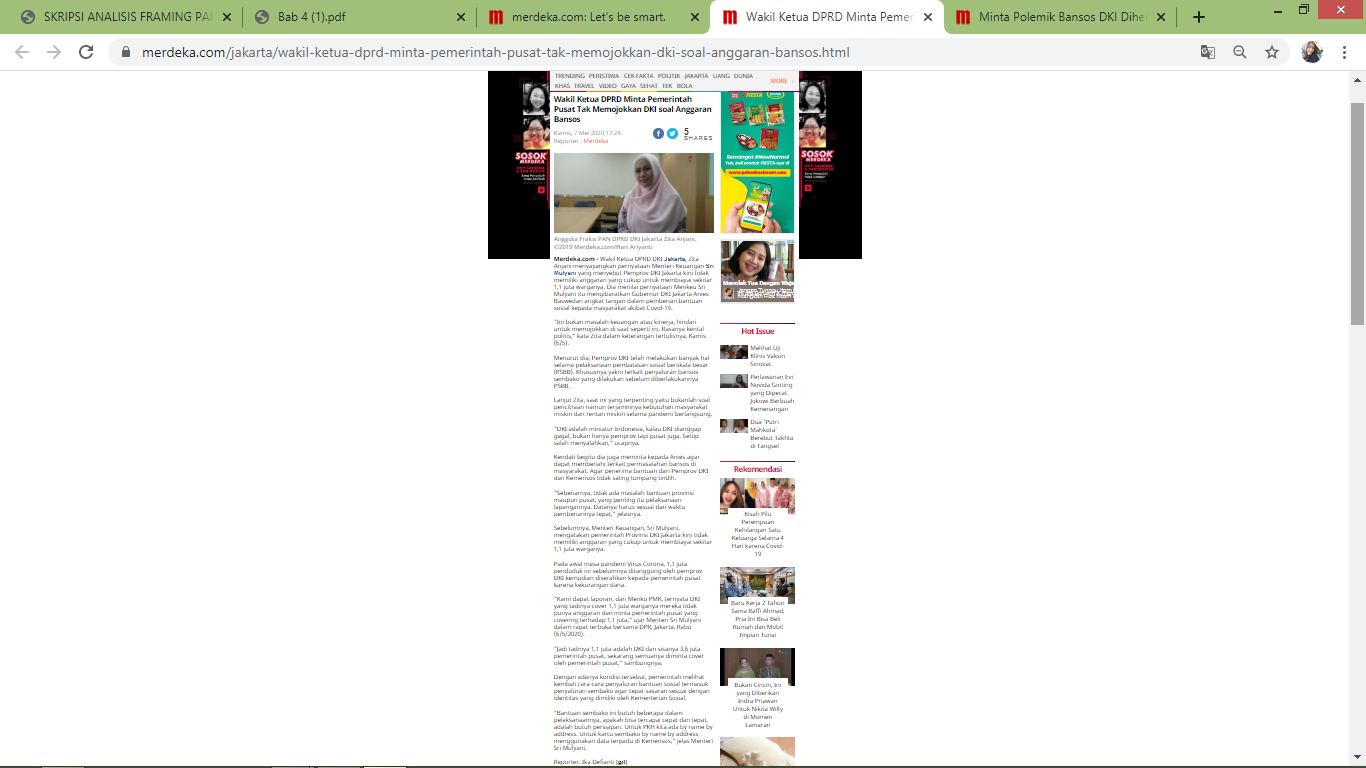 SKRIPSI ANALISIS FRAMING PA
Bab 4 (1).pdf
merdeka.com: Let's be smart.
Wakil Ketua DPRD Minta Pemer
Minta Polemik Bansos DKI Dihe
merdeka.com/jakarta/wakil-ketua-dprd-minta-pemerintah-pusat-tak-memojokkan-dki-soal-anggaran-bansos.html
TRENDING PERISTIWA CEK FAKTA POLITIK JAKARTA UANG DUNIA
KHAS TRAVEL VIDEO GAYA SEHAT TEK BOLA
MORE
Wakil Ketua DPRD Minta Pemerintah
Pusat Tak Memojokkan DKI soal Anggaran
Bansos
Kamis, 7 Mei 2020 17:24
Reporter : Merdeka
5
SHARES
Anggota Fraksi PAN DPRD DKI Jakarta Zita Anjani.
©2019 Merdeka.com/Hari Ariyanti
Merdeka.com - Wakil Ketua DPRD DKI Jakarta, Zita
Anjani menyayangkan pernyataan Menteri Keuangan Sri
Mulyani yang menyebut Pemprov DKI Jakarta kini tidak
memiliki anggaran yang cukup untuk membiayai sekitar
1,1 juta warganya. Dia menilai pernyataan Menkeu Sri
Mulyani itu mengibaratkan Gubernur DKI Jakarta Anies
Baswedan angkat tangan dalam pemberian bantuan
sosial kepada masyarakat akibat Covid-19.
"Ini bukan masalah keuangan atau kinerja, hindari
untuk memojokkan di saat seperti ini. Rasanya kental
politis," kata Zita dalam keterangan tertulisnya, Kamis
(6/5).
Menurut dia, Pemprov DKI telah melakukan banyak hal
selama pelaksanaan pembatasan sosial berskala besar
(PSBB). Khususnya yakni terkait penyaluran bansos
sembako yang dilakukan sebelum diberlakukannya
PSBB.
Lanjut Zita, saat ini yang terpenting yaitu bukanlah soal
pencitraan namun terjaminnya kebutuhan masyarakat
miskin dan rentan miskin selama pandemi berlangsung.
"DKI adalah miniatur Indonesia, kalau DKI dianggap
gagal, bukan hanya pemprov tapi pusat juga. Setop
salah menyalahkan," ucapnya.
Kendati begitu dia juga meminta kepada Anies agar
dapat membenahi terkait permasalahan bansos di
masyarakat. Agar penerima bantuan dari Pemprov DKI
dan Kemensos tidak saling tumpang tindih.
"Sebenarnya, tidak ada masalah bantuan provinsi
maupun pusat, yang penting itu pelaksanaan
lapangannya. Datanya harus sesuai dan waktu
pemberiannya tepat," jelasnya.
Sebelumnya, Menteri Keuangan, Sri Mulyani,
mengatakan pemerintah Provinsi DKI Jakarta kini tidak
memiliki anggaran yang cukup untuk membiayai sekitar
1,1 juta warganya.
Pada awal masa pandemi Virus Corona, 1,1 juta
penduduk ini sebelumnya ditanggung oleh pemprov
DKI kemudian diserahkan kepada pemerintah pusat
karena kekurangan dana.
"Kami dapat laporan, dari Menko PMK, ternyata DKI
yang tadinya cover 1,1 juta warganya mereka tidak
punya anggaran dan minta pemerintah pusat yang
covering terhadap 1,1 juta," ujar Menteri Sri Mulyani
dalam rapat terbuka bersama DPR, Jakarta, Rabu
(6/5/2020).
"Jadi tadinya 1,1 juta adalah DKI dan sisanya 3,6 juta
pemerintah pusat, sekarang semuanya diminta cover
oleh pemerintah pusat," sambungnya.
Dengan adanya kondisi tersebut, pemerintah melihat
kembali cara-cara penyaluran bantuan sosial termasuk
penyaluran sembako agar tepat sasaran sesuai dengan
identitas yang dimiliki oleh Kementerian Sosial.
"Bantuan sembako ini butuh beberapa dalam
pelaksanaannya, apakah bisa tercapai cepat dan tepat,
adalah butuh persiapan. Untuk PKH kita ada by name by
address. Untuk kartu sembako by name by address
menggunakan data terpadu di Kemensos," jelas Menteri
Sri Mulyani.
Reporter: Ika Defianti [gil]
FIESTA
Semangat #NewNormal
Yuk, beli produk FIESTA-nya di
Hot Issue
Melihat Uji
Klinis Vaksin
Sinovac
Perlawanan Evi
Novida Ginting
yang Dipecat
Jokowi Berbuah
Kemenangan
Dua 'Putri
Mahkota'
Berebut Takhta
di Tangsel
Rekomendasi
Kisah Pilu
Perempuan
Kehilangan Satu
Keluarga Selama 4
Hari karena Covid-
19
Baru Kerja 2 Tahun
Sama Raffi Ahmad,
Pria Ini Bisa Beli
Rumah dan Mobil
Impian Tunai
Bukan Cincin, Ini
yang Diberikan
Indra Priawan
Untuk Nikita Willy
di Momen
Lamaran
SOSOK
MERDEKA
SOSOK
MERDEKA